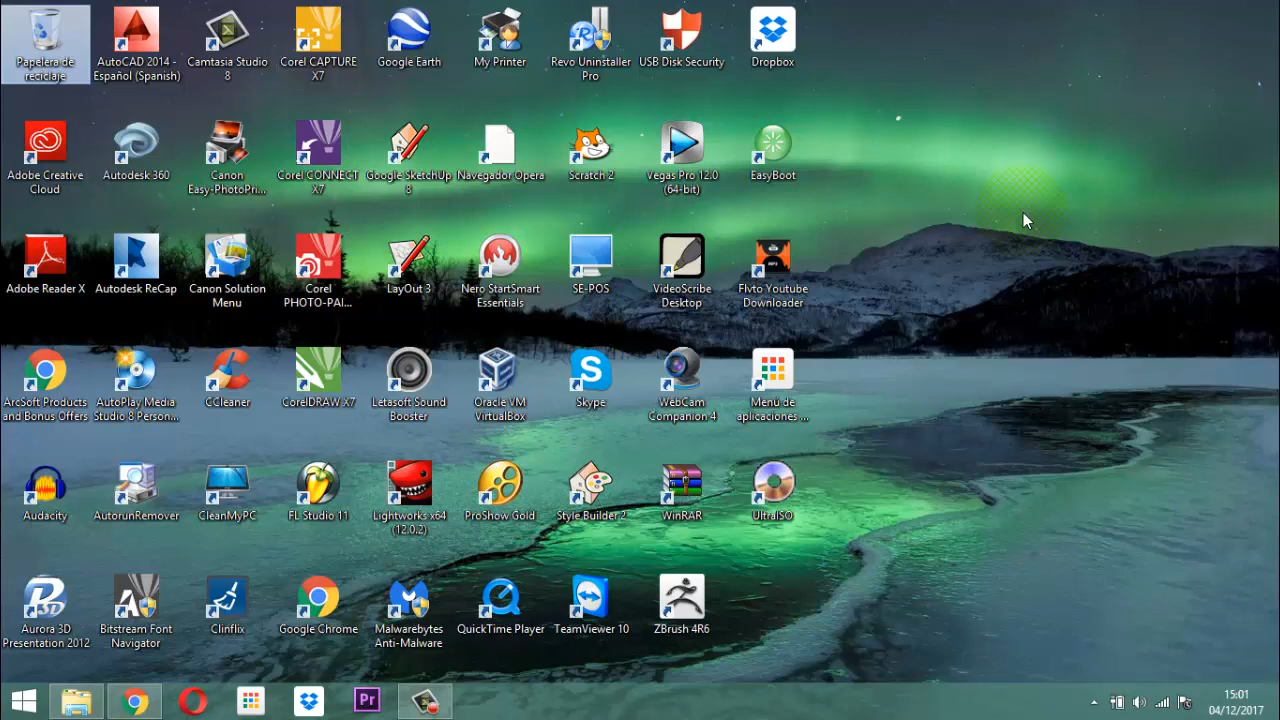 Papelera de
reciclaje
AutoCAD 2014 -
Español (Spanish)
Camtasia Studio
8
Corel CAPTURE
X7
Google Earth
My Printer
Revo Uninstaller
Pro
USB Disk Security
Dropbox
Adobe Creative
Cloud
Autodesk 360
Canon
Easy-PhotoPri...
Corel CONNECT
X7
Google SketchUp
8
Navegador Opera
Scratch 2
Vegas Pro 12.0
(64-bit)
EasyBoot
Adobe Reader X
Autodesk ReCap
Canon Solution
Menu
Corel
PHOTO-PAI...
LayOut 3
Nero StartSmart
Essentials
SE-POS
VideoScribe
Desktop
Flvto Youtube
Downloader
ArcSoft Products
and Bonus Offers
AutoPlay Media
Studio 8 Person...
CCleaner
CorelDRAW X7
Letasoft Sound
Booster
Oracle VM
VirtualBox
Skype
WebCam
Companion 4
Menú de
aplicaciones ...
Audacity
AutorunRemover
CleanMyPC
FL Studio 11
Lightworks x64
(12.0.2)
ProShow Gold
Style Builder 2
WinRAR
UltraISO
Aurora 3D
Presentation 2012
Bitstream Font
Navigator
Clinflix
Google Chrome
Malwarebytes
Anti-Malware
QuickTime Player
TeamViewer 10
ZBrush 4R6
Pr
15:01
04/12/2017